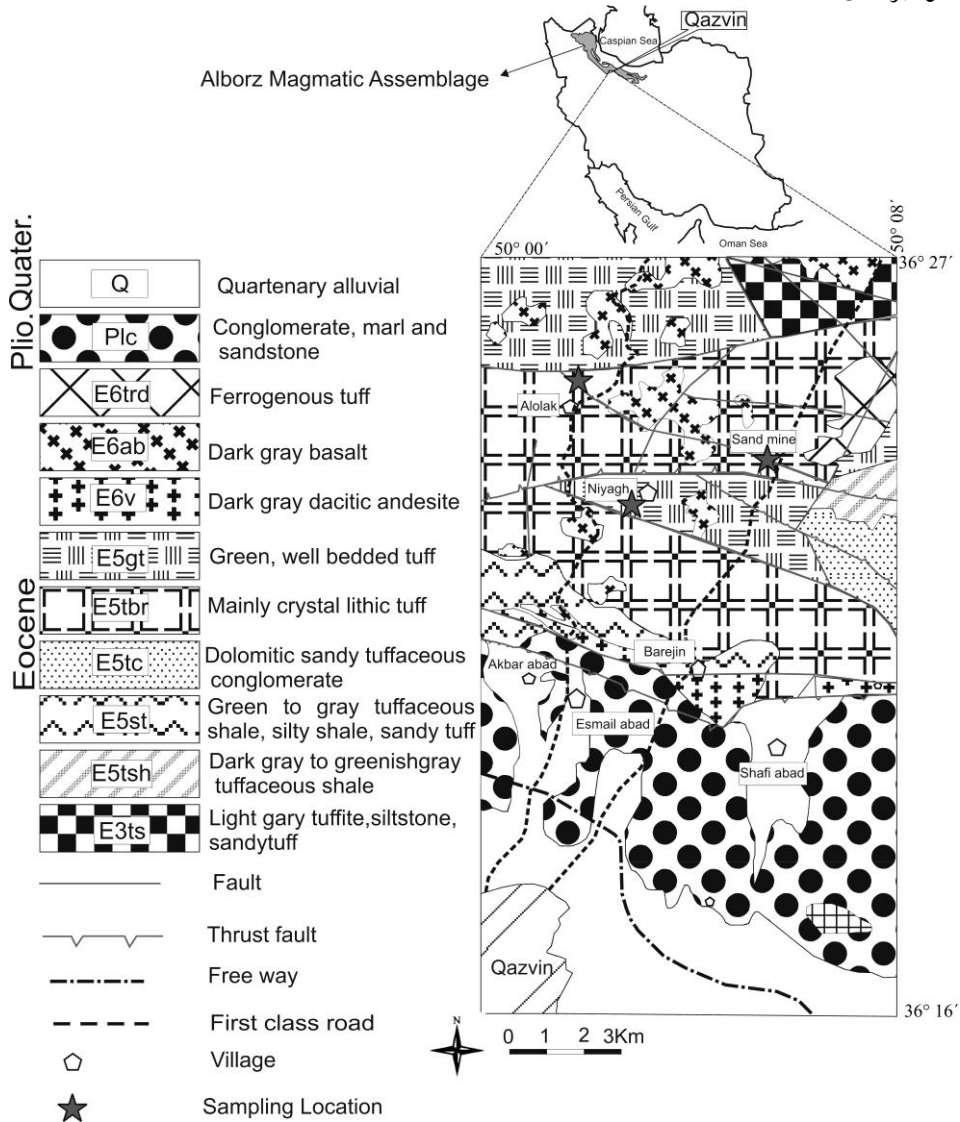 Qazvin
Caspian Sea
Alborz Magmatic Assemblage
Persian Gulf
Oman Sea
50° 00′
50° 08′
36° 27′
Plio.Quater.
Eocene
Q
Quartenary alluvial
Plc
Conglomerate, marl and
sandstone
E6trd
Ferrogenous tuff
E6ab
Dark gray basalt
E6v
Dark gray dacitic andesite
E5gt
Green, well bedded tuff
E5tbr
Mainly crystal lithic tuff
E5tc
Dolomitic sandy tuffaceous
conglomerate
E5st
Green to gray tuffaceous
shale, silty shale, sandy tuff
E5tsh
Dark gray to greenishgray
tuffaceous shale
E3ts
Light gary tuffite,siltstone,
sandytuff
Fault
Thrust fault
Free way
First class road
Village
Sampling Location
Alolak
Sand mine
Niyagh
Barejin
Akbar abad
Esmail abad
Shafi abad
Qazvin
36° 16′
N
0 1 2 3Km